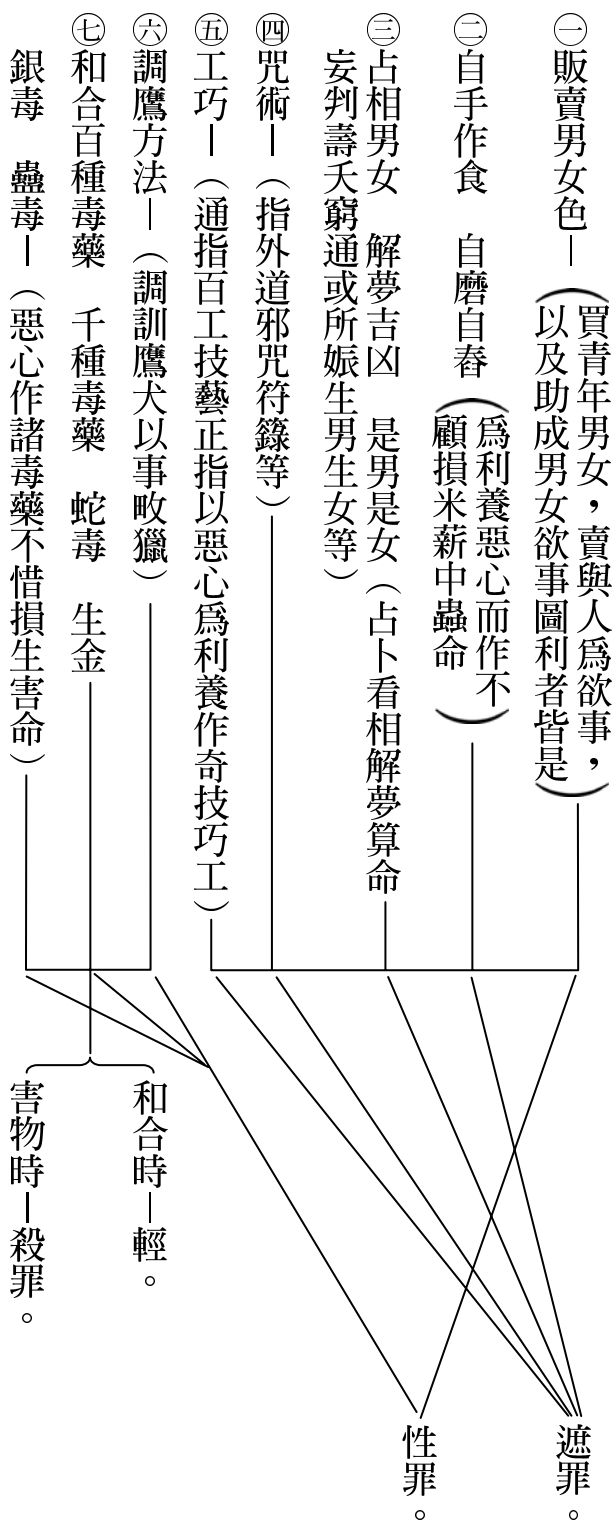 ㊀販賣男女色—（買青年男女，賣與人爲欲事，
以及助成男女欲事圖利者皆是）
㊁自手作食　自磨自舂（爲利養惡心而作不
顧損米薪中蟲命）
㊂占相男女　解夢吉凶　是男是女（占卜看相解夢算命
妄判壽夭窮通或所娠生男生女等）
㊃咒術—（指外道邪咒符籙等）
㊄工巧—（通指百工技藝正指以惡心爲利養作奇技巧工）
㊅調鷹方法—（調訓鷹犬以事畋獵）
㊆和合百種毒藥　千種毒藥　蛇毒　生金
銀毒　蠱毒—（惡心作諸毒藥不惜損生害命）
和合時—輕。
害物時—殺罪。
遮罪。
性罪。